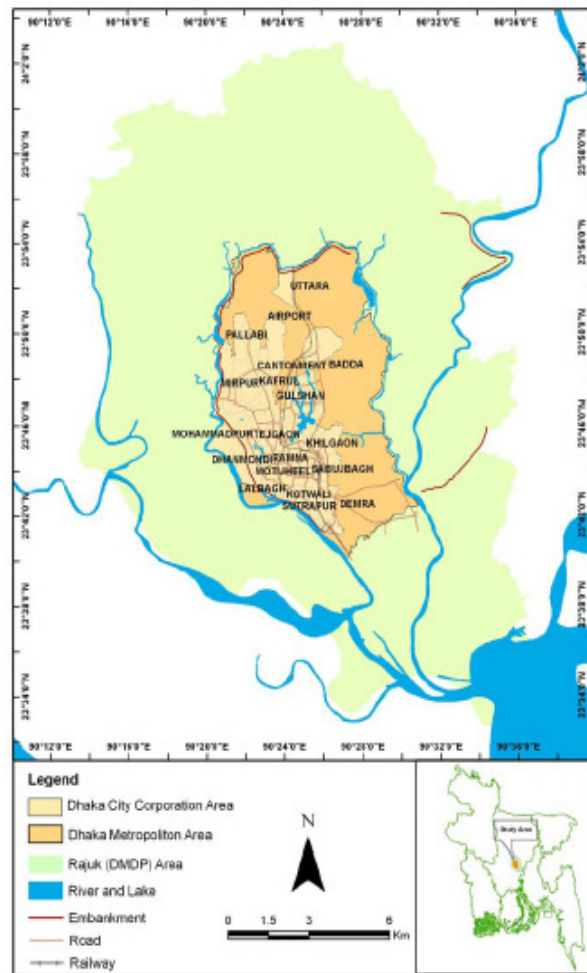 90°12'0"E 90°16'0"E 90°20'0"E 90°24'0"E 90°28'0"E 90°32'0"E 90°36'0"E
UTTARA
AIRPORT
PALLABI
CANTONMENT BADDA
MIRPUR KAFRUL
GULSHAN
MOHAMMADPUR TEJGAON
KHILGAON
DHANMONDI RAMNA
MOTIJHEEL SABUJBAGH
LALBAGH
KOTWALI
SUTRAPUR DEMRA
90°12'0"E 90°16'0"E 90°20'0"E 90°24'0"E 90°28'0"E 90°32'0"E 90°36'0"E
Legend
Dhaka City Corporation Area
Dhaka Metropoliton Area
Rajuk (DMDP) Area
River and Lake
Embankment
Road
Railway
N
0 1.5 3 6
Km
Study Area